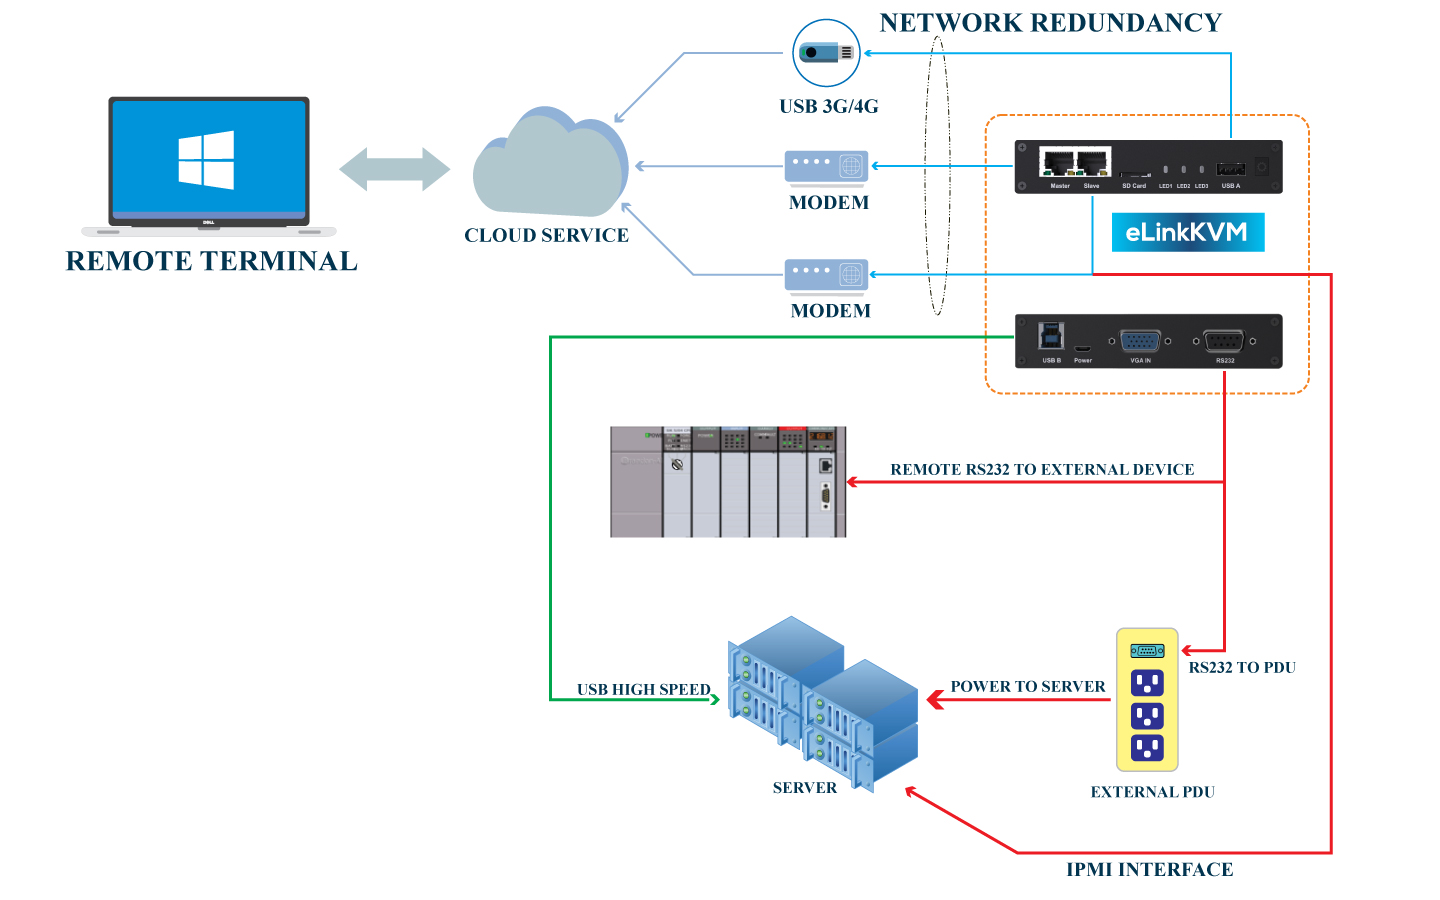 NETWORK REDUNDANCY
USB 3G/4G
MODEM
MODEM
CLOUD SERVICE
DELL
REMOTE TERMINAL
Master
Slave
SD Card
LED1
LED2
LED3
USB A
eLinkKVM
USB B
Power
VGA IN
RS232
REMOTE RS232 TO EXTERNAL DEVICE
RS232 TO PDU
USB HIGH SPEED
POWER TO SERVER
SERVER
EXTERNAL PDU
IPMI INTERFACE